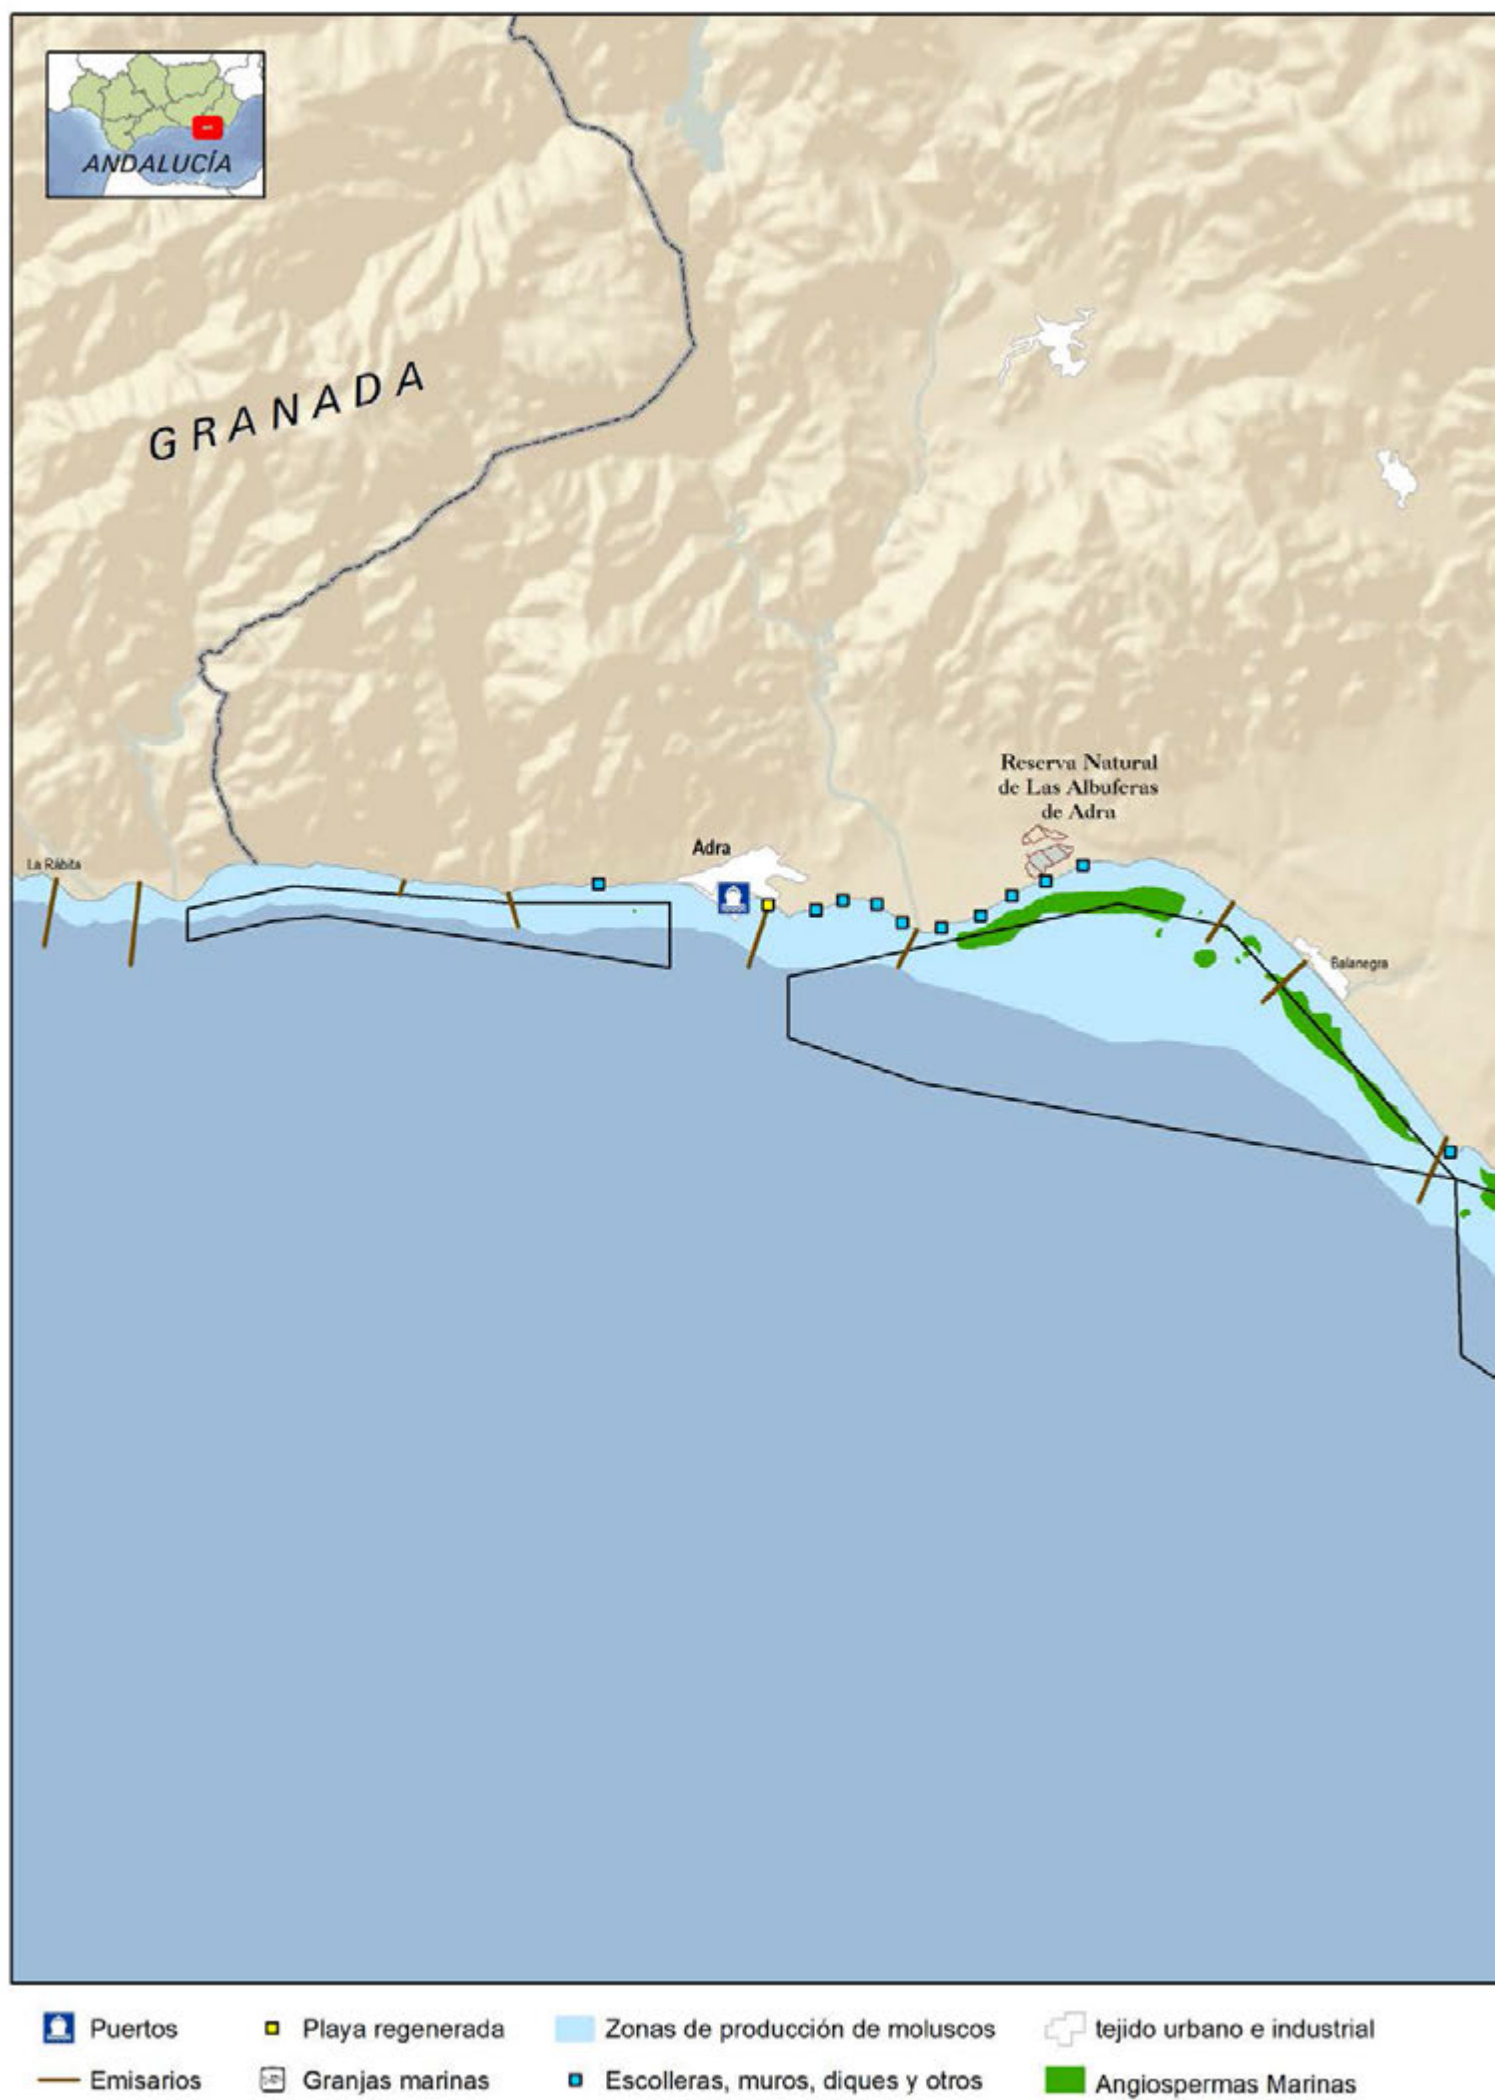 ANDALUCÍA
GRANADA
Reserva Natural
de Las Albuferas
de Adra
Adra
La Rábita
Balanegra
Puertos
Playa regenerada
Zonas de producción de moluscos
tejido urbano e industrial
Emisarios
Granjas marinas
Escolleras, muros, diques y otros
Angiospermas Marinas